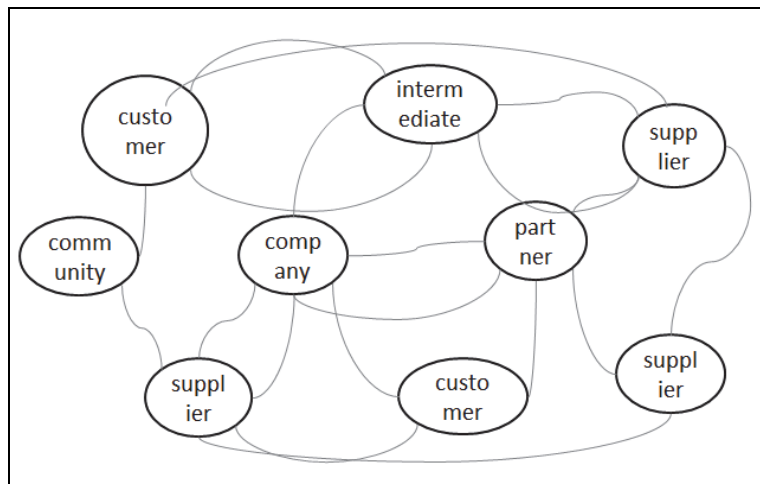 custo
mer
interm
ediate
supp
lier
comm
unity
comp
any
part
ner
suppl
ier
custo
mer
suppl
ier